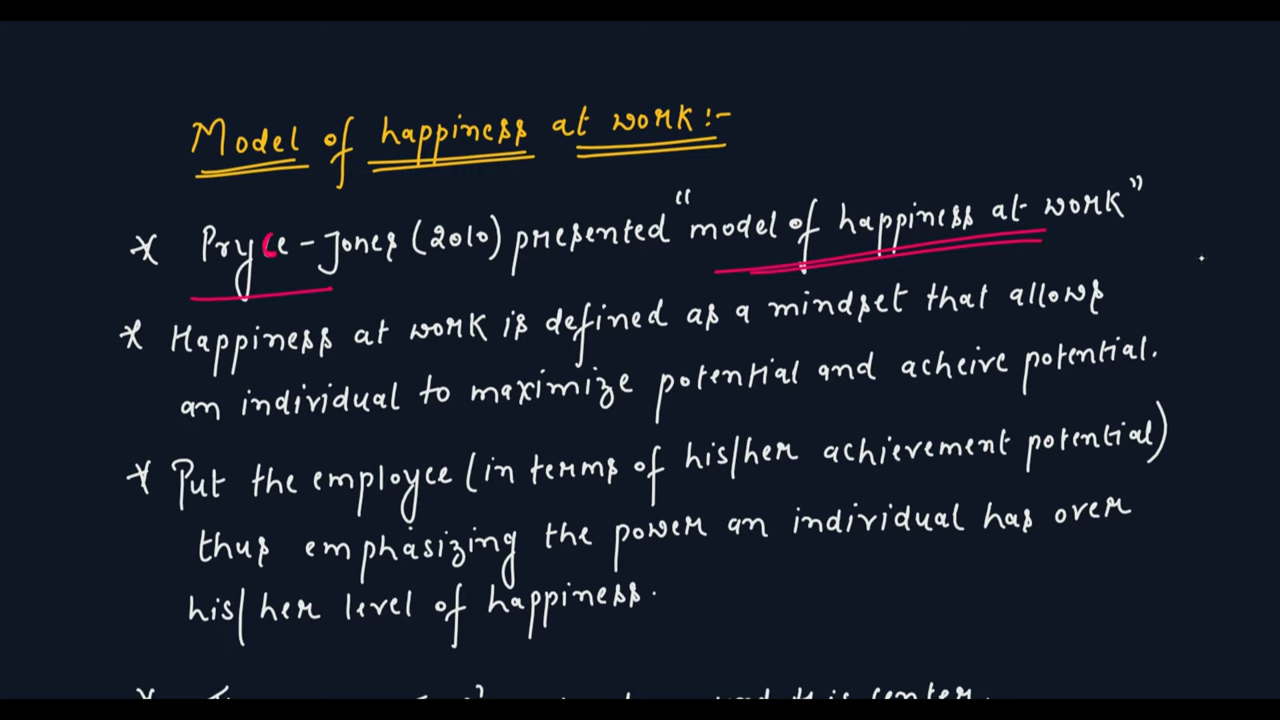 Model of happiness at work :-
* Pryce-Jones (2010) presented "model of happiness at work"
* Happiness at work is defined as a mindset that allows
an individual to maximize potential and acheive potential.
* Put the employee (in terms of his/her achievement potential)
thus emphasizing the power an individual has over
his/her level of happiness.
* this center.